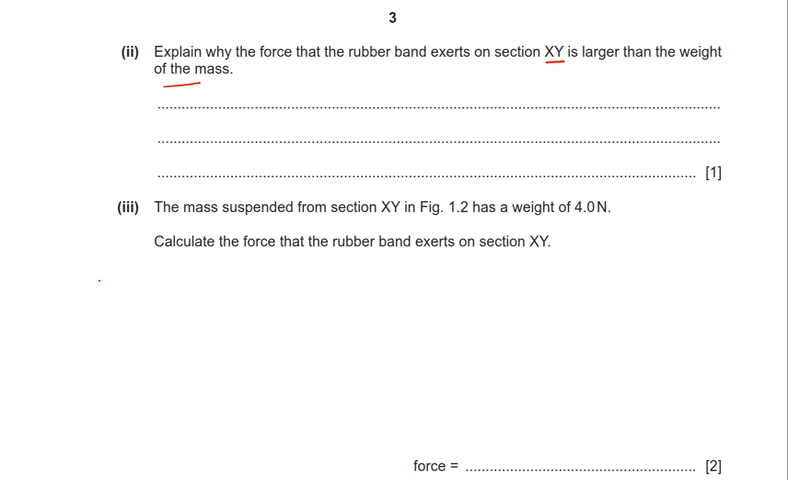 3
(ii) Explain why the force that the rubber band exerts on section XY is larger than the weight
of the mass.
..........................................................................................................................................
..........................................................................................................................................
.................................................................................................................................... [1]
(iii) The mass suspended from section XY in Fig. 1.2 has a weight of 4.0 N.
Calculate the force that the rubber band exerts on section XY.
force = ......................................................... [2]